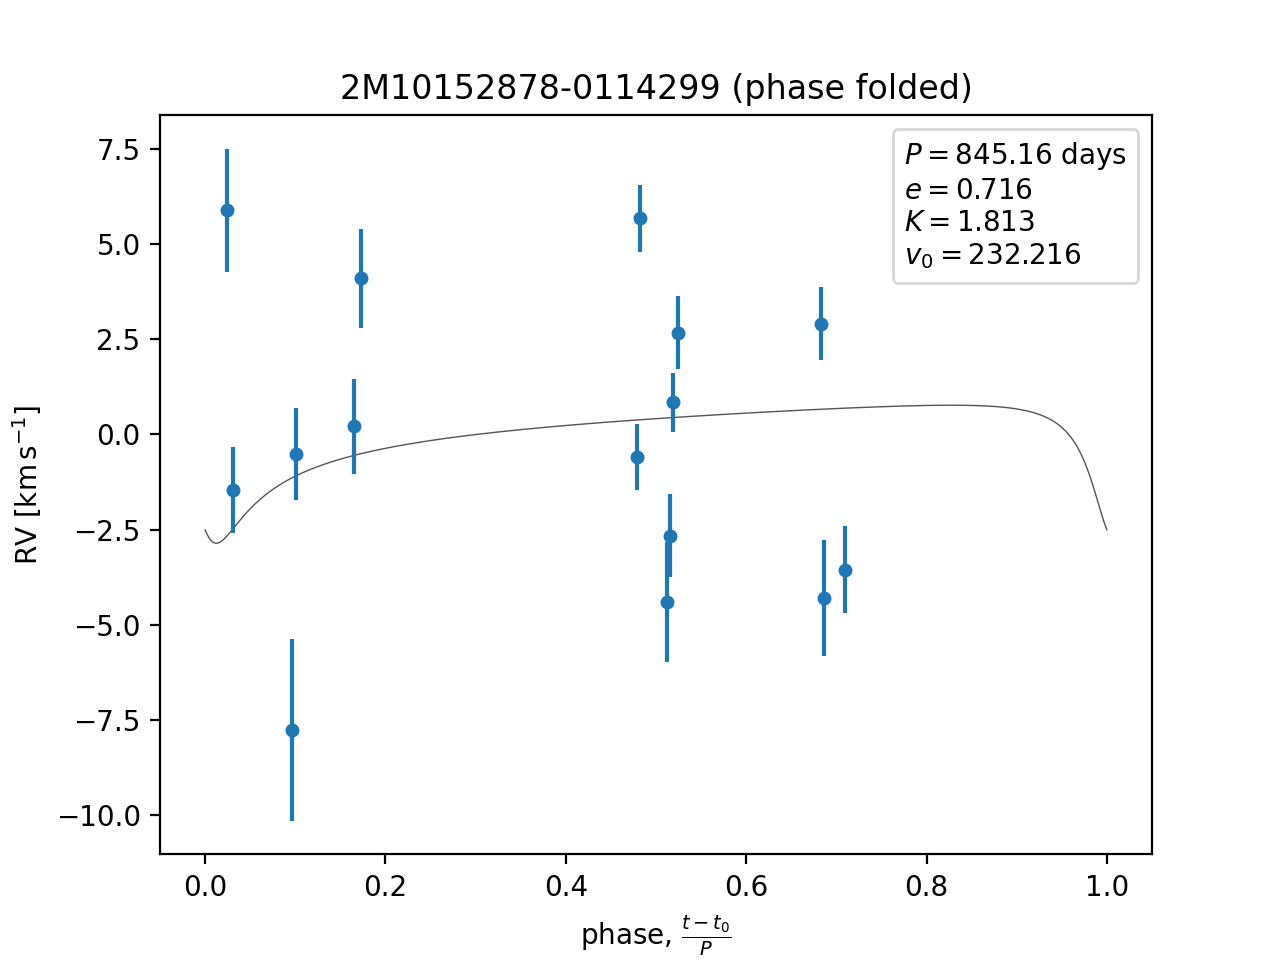 2M10152878-0114299 (phase folded)
P = 845.16 days
e = 0.716
K = 1.813
v₀ = 232.216
RV [km s⁻¹]
7.5
5.0
2.5
0.0
−2.5
−5.0
−7.5
−10.0
0.0 0.2 0.4 0.6 0.8 1.0
phase, (t − t₀)/P